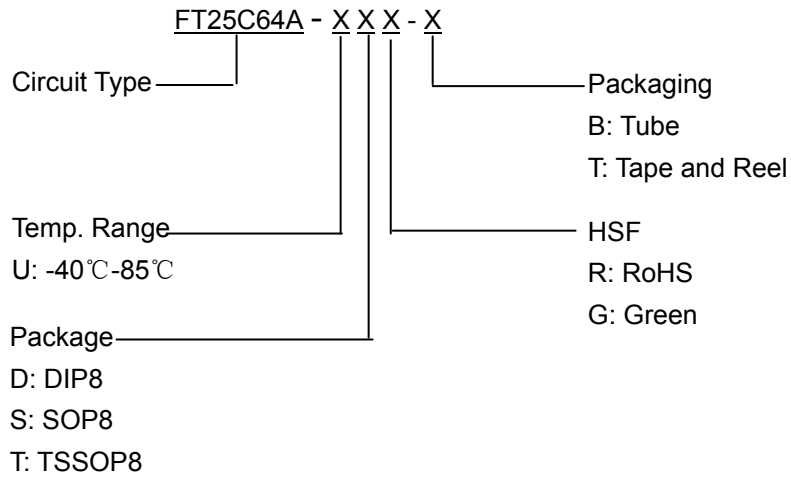 FT25C64A - X X X - X
Circuit Type
Packaging
B: Tube
T: Tape and Reel
Temp. Range
U: -40℃-85℃
HSF
R: RoHS
G: Green
Package
D: DIP8
S: SOP8
T: TSSOP8